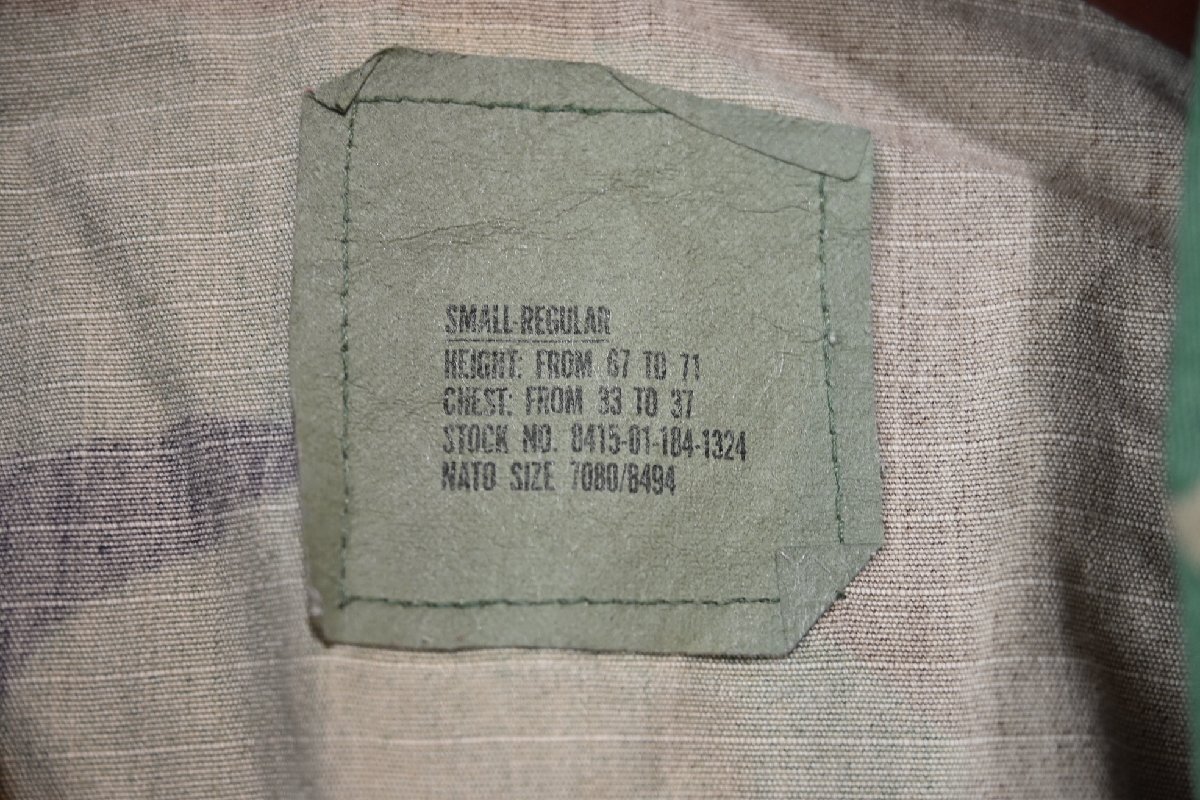 SMALL-REGULAR
HEIGHT: FROM 67 TO 71
CHEST: FROM 33 TO 37
STOCK NO. 8415-01-184-1324
NATO SIZE 7080/8494